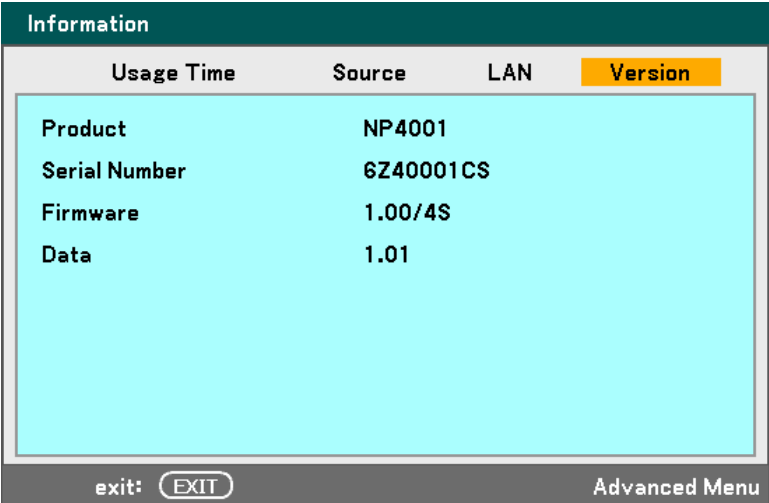 Information
Usage Time Source LAN Version
Product NP4001
Serial Number 6Z40001CS
Firmware 1.00/4S
Data 1.01
exit: EXIT Advanced Menu